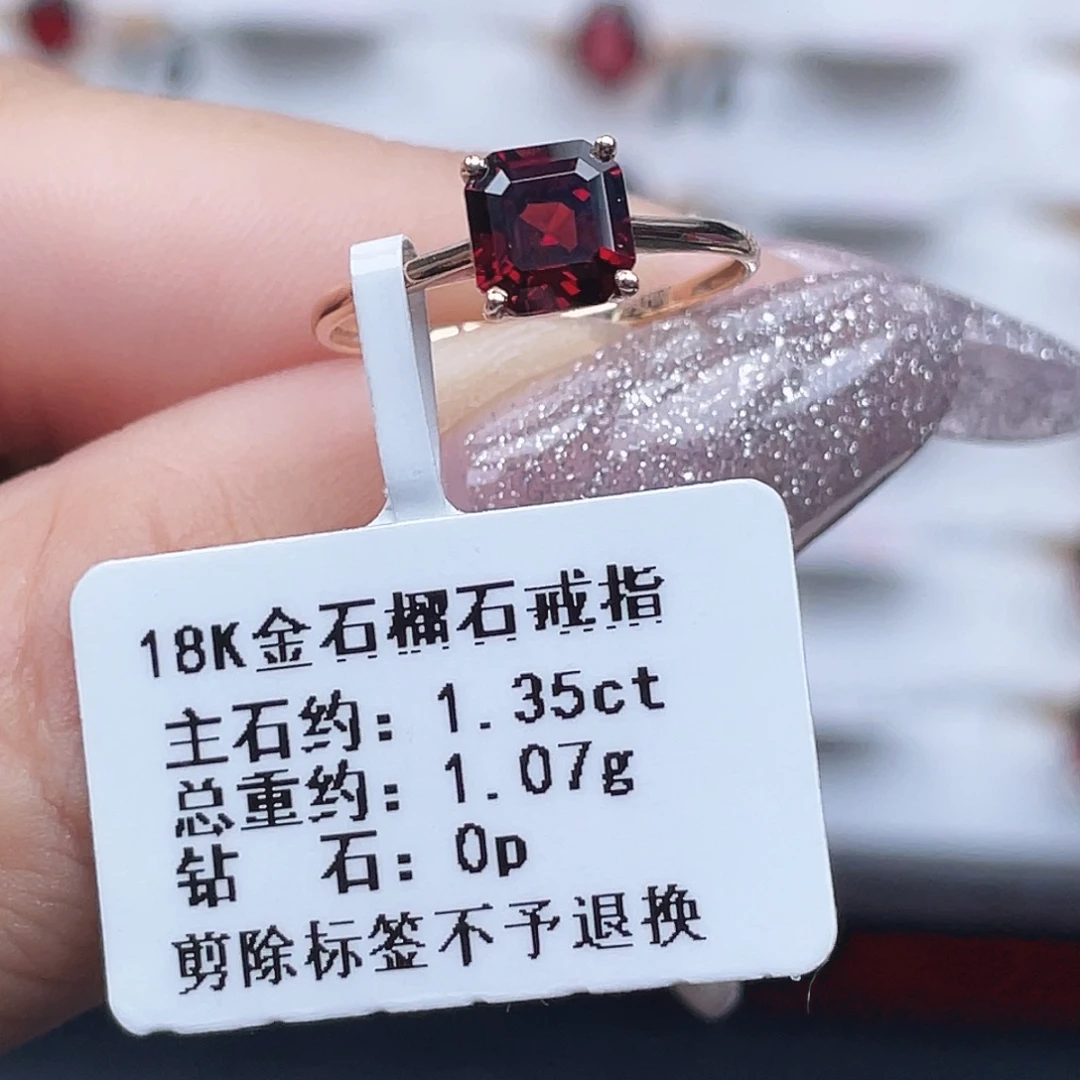 18K金石榴石戒指
主石约：1.35ct
总重约：1.07g
钻 石：0p
剪除标签不予退换